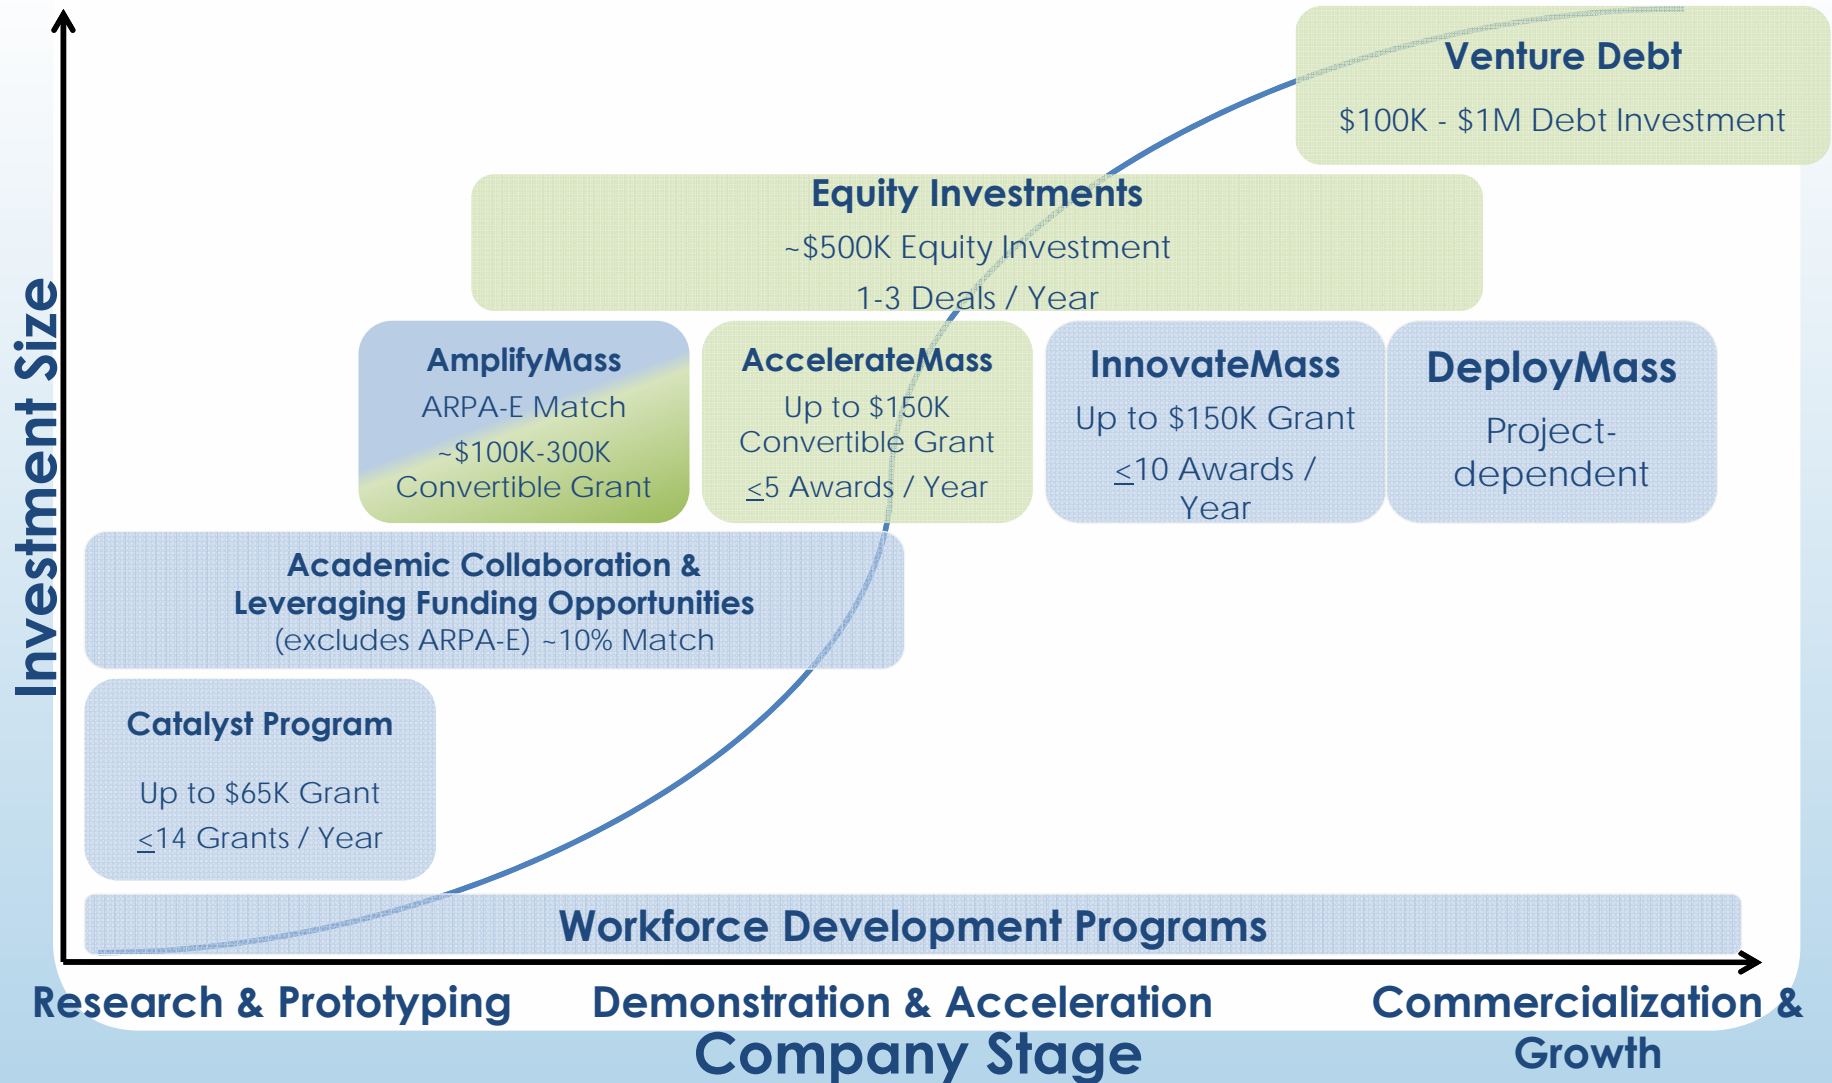 Venture Debt
$100K - $1M Debt Investment
Equity Investments
~$500K Equity Investment
1-3 Deals / Year
Investment Size
AmplifyMass
ARPA-E Match
~$100K-300K
Convertible Grant
AccelerateMass
Up to $150K
Convertible Grant
≤5 Awards / Year
InnovateMass
Up to $150K Grant
≤10 Awards /
Year
DeployMass
Project-
dependent
Academic Collaboration &
Leveraging Funding Opportunities
(excludes ARPA-E) ~10% Match
Catalyst Program
Up to $65K Grant
≤14 Grants / Year
Workforce Development Programs
Research & Prototyping
Demonstration & Acceleration
Commercialization &
Growth
Company Stage